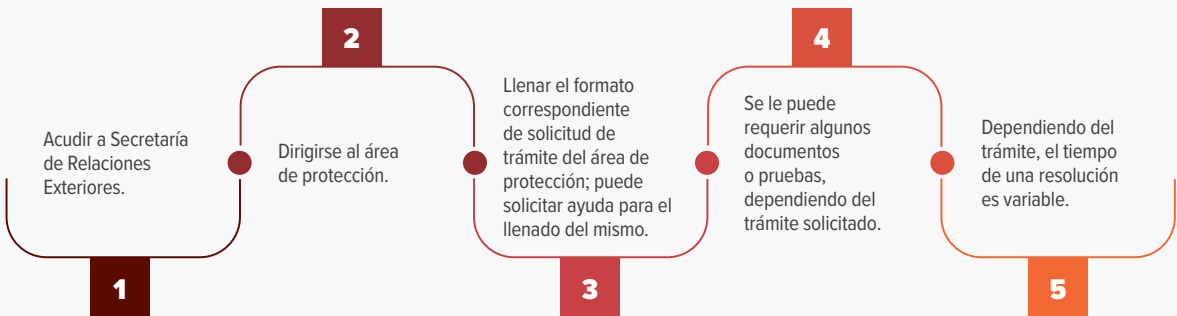 1
Acudir a Secretaría
de Relaciones
Exteriores.
2
Dirigirse al área
de protección.
3
Llenar el formato
correspondiente
de solicitud de
trámite del área de
protección; puede
solicitar ayuda para el
llenado del mismo.
4
Se le puede
requerir algunos
documentos
o pruebas,
dependiendo del
trámite solicitado.
5
Dependiendo del
trámite, el tiempo
de una resolución
es variable.